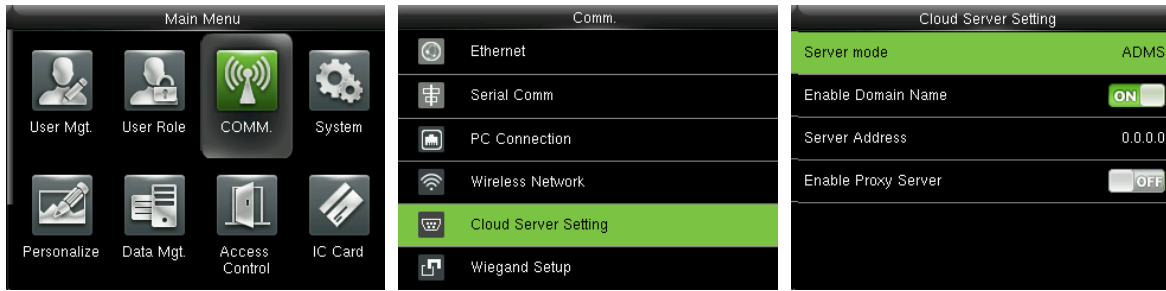 Main Menu
User Mgt.
User Role
COMM.
System
Personalize
Data Mgt.
Access
Control
IC Card
Comm.
Ethernet
Serial Comm
PC Connection
Wireless Network
Cloud Server Setting
Wiegand Setup
Cloud Server Setting
Server mode ADMS
Enable Domain Name ON
Server Address 0.0.0.0
Enable Proxy Server OFF